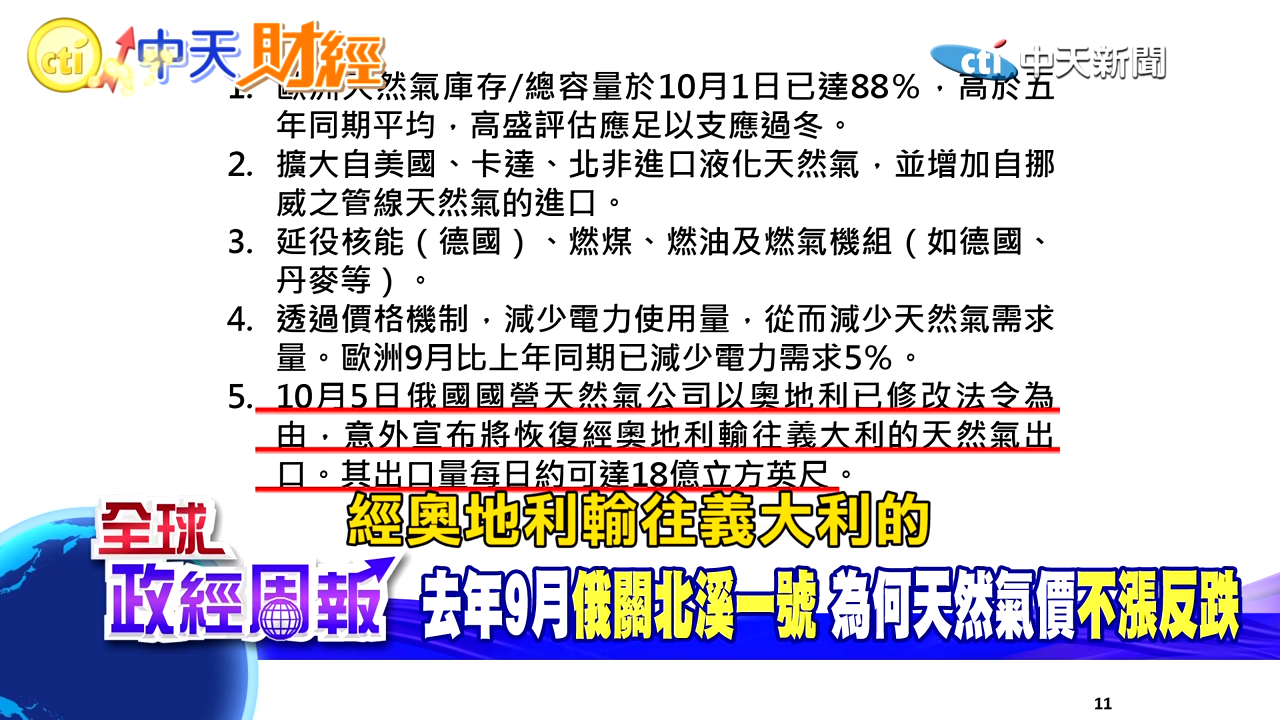 cti 中天財經
cti 中天新聞
1. 歐洲天然氣庫存/總容量於10月1日已達88%，高於五
年同期平均，高盛評估應足以支應過冬。
2. 擴大自美國、卡達、北非進口液化天然氣，並增加自挪
威之管線天然氣的進口。
3. 延役核能（德國）、燃煤、燃油及燃氣機組（如德國、
丹麥等）。
4. 透過價格機制，減少電力使用量，從而減少天然氣需求
量。歐洲9月比上年同期已減少電力需求5%。
5. 10月5日俄國國營天然氣公司以奧地利已修改法令為
由，意外宣布將恢復經奧地利輸往義大利的天然氣出
口。其出口量每日約可達18億立方英尺。
經奧地利輸往義大利的
全球
政經周報
去年9月俄關北溪一號 為何天然氣價不漲反跌
11